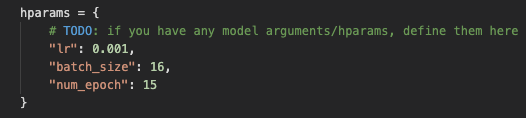 hparams = {
    # TODO: if you have any model arguments/hparams, define them here
    "lr": 0.001,
    "batch_size": 16,
    "num_epoch": 15
}